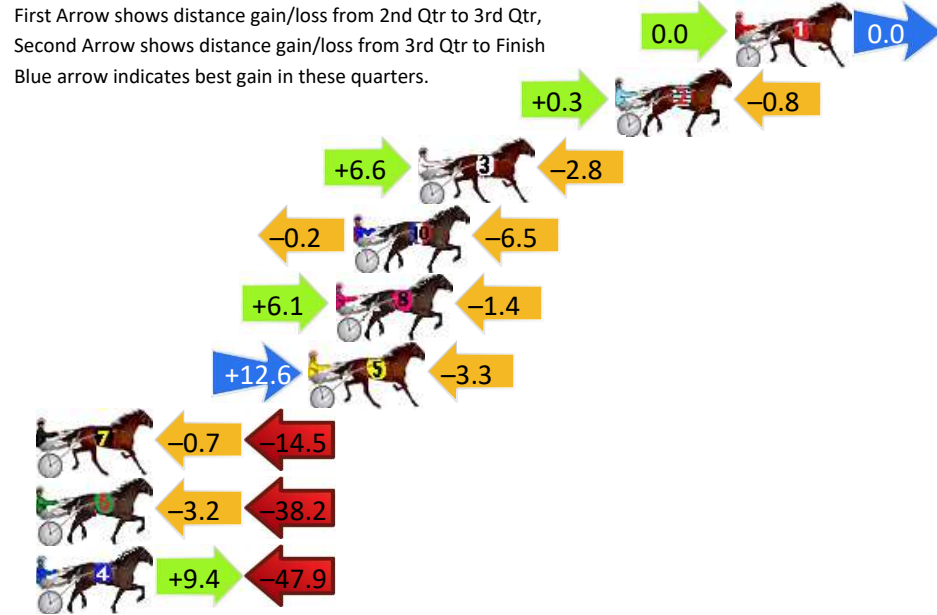 First Arrow shows distance gain/loss from 2nd Qtr to 3rd Qtr,
Second Arrow shows distance gain/loss from 3rd Qtr to Finish
Blue arrow indicates best gain in these quarters.
0.0 1 0.0
+0.3 2 –0.8
+6.6 3 –2.8
–0.2 10 –6.5
+6.1 8 –1.4
+12.6 5 –3.3
7 –0.7 –14.5
6 –3.2 –38.2
4 +9.4 –47.9